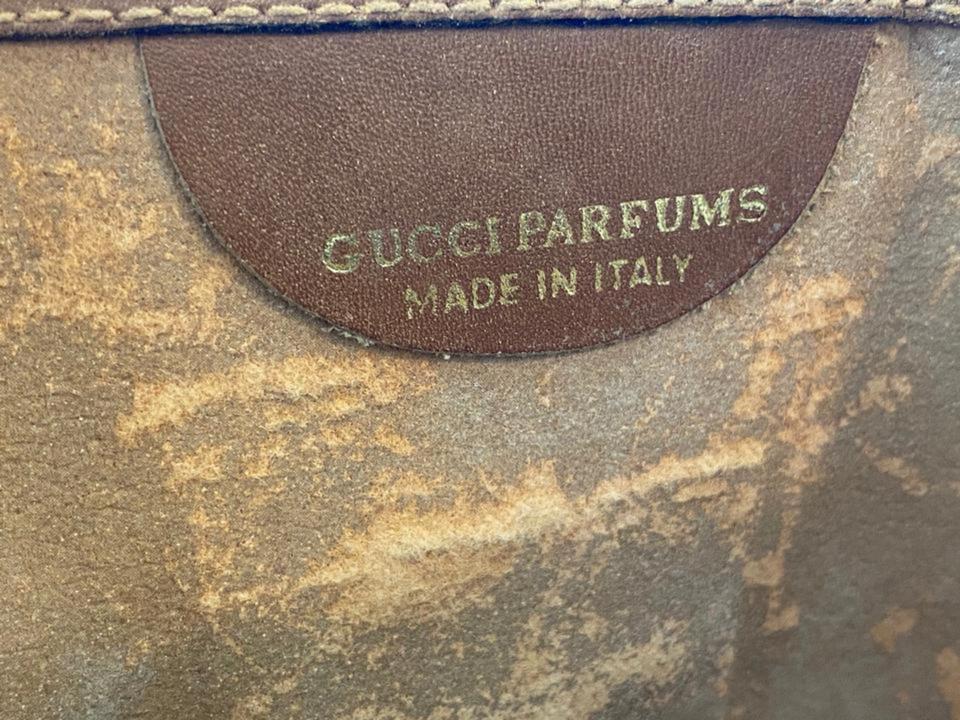 GUCCI PARFUMS
MADE IN ITALY